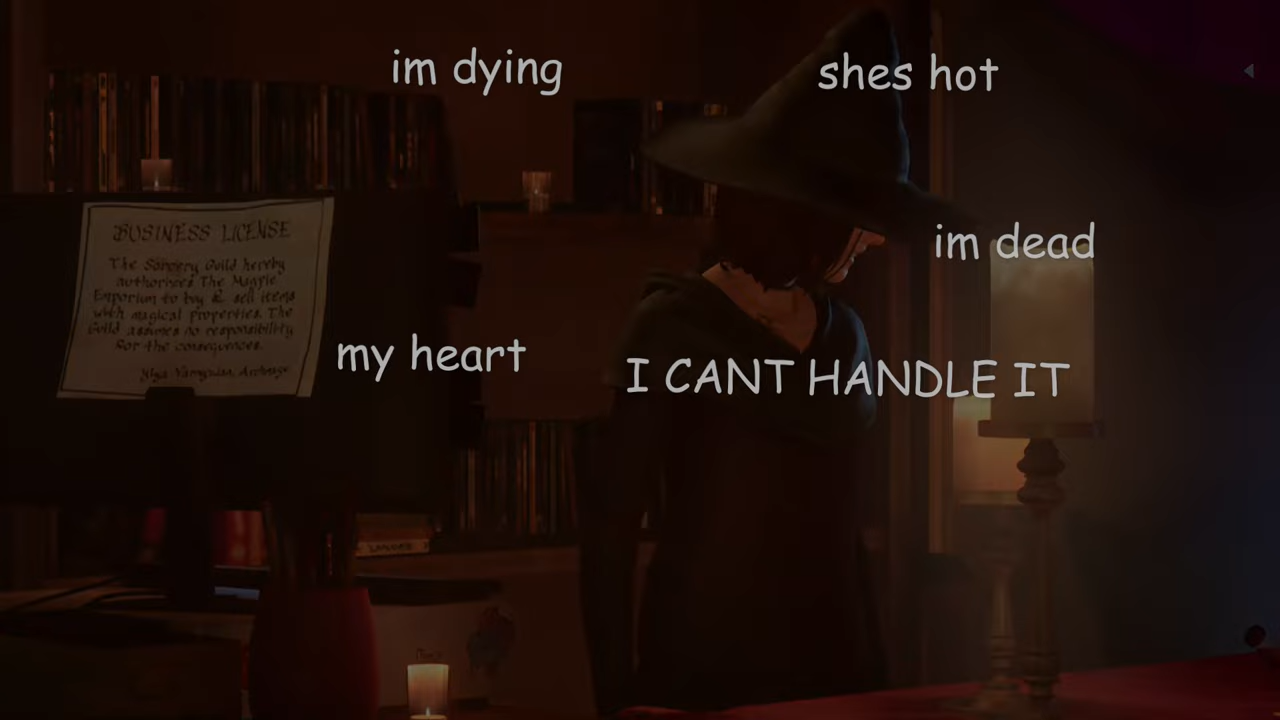 im dying
shes hot
im dead
BUSINESS LICENSE
The Sorcery Guild hereby
authorises The Magpie
Emporium to buy & sell items
with magical properties. The
Guild assumes no responsibility
for the consequences.
my heart
I CANT HANDLE IT